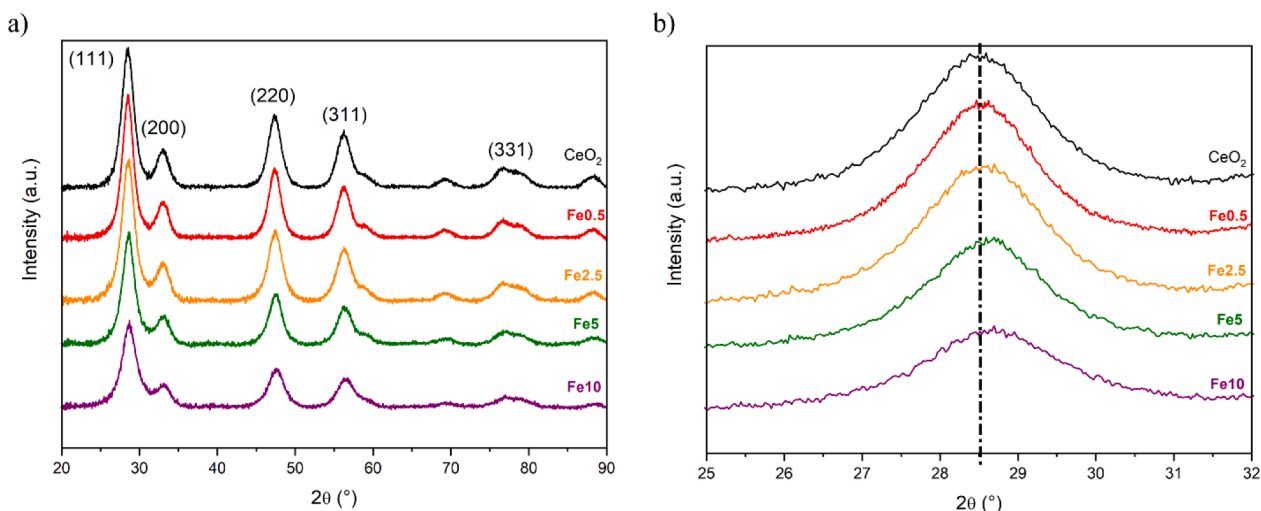 a)
(111)
(200)
(220)
(311)
(331)
CeO₂
Fe0.5
Fe2.5
Fe5
Fe10
Intensity (a.u.)
20 30 40 50 60 70 80 90
2θ (°)
b)
CeO₂
Fe0.5
Fe2.5
Fe5
Fe10
Intensity (a.u.)
25 26 27 28 29 30 31 32
2θ (°)